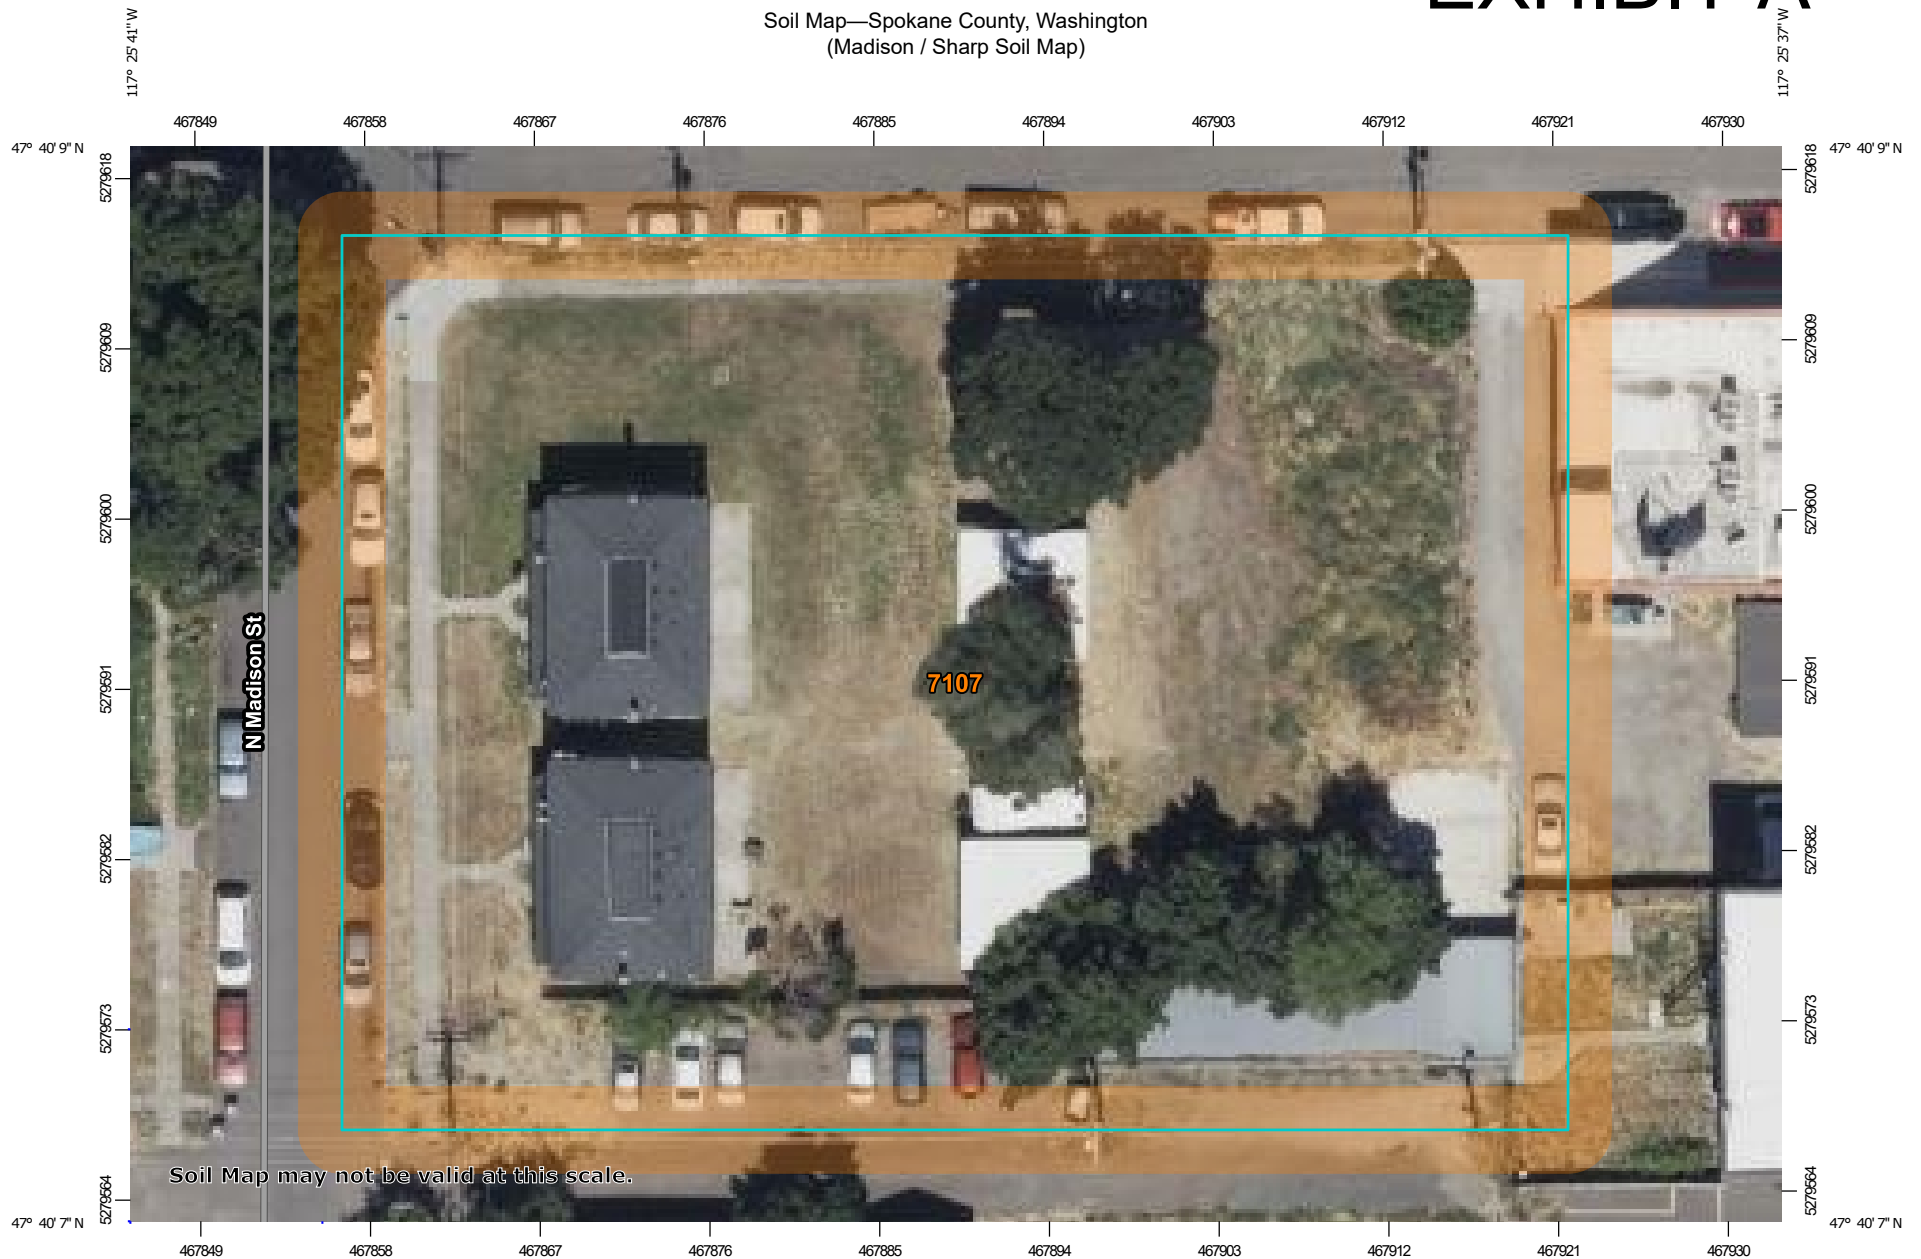 EXHIBIT A
Soil Map—Spokane County, Washington
(Madison / Sharp Soil Map)
117° 25' 41" W
117° 25' 37" W
467849 467858 467867 467876 467885 467894 467903 467912 467921 467930
47° 40' 9" N
47° 40' 9" N
5279618
5279618
5279609
5279609
5279600
5279600
N Madison St
7107
5279591
5279591
5279582
5279582
5279573
5279573
Soil Map may not be valid at this scale.
5279564
5279564
47° 40' 7" N
47° 40' 7" N
467849 467858 467867 467876 467885 467894 467903 467912 467921 467930